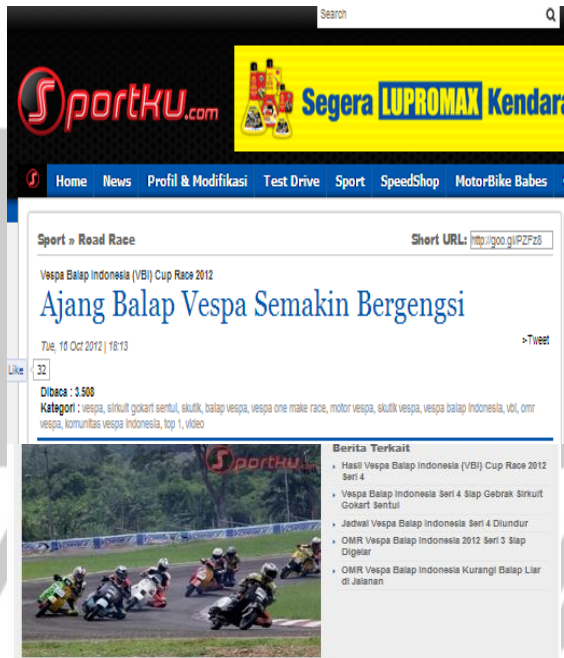 Search
Sportku.com
Segera LUPROMAX Kendara
Home News Profil & Modifikasi Test Drive Sport SpeedShop MotorBike Babes
Sport » Road Race
Short URL: http://goo.gl/PZFz8
Vespa Balap Indonesia (VBI) Cup Race 2012
Ajang Balap Vespa Semakin Bergengsi
Tue, 16 Oct 2012 | 18:13
>Tweet
Like 32
Dibaca : 3.508
Kategori : vespa, sirkuit gokart sentul, skutik, balap vespa, vespa one make race, motor vespa, skutik vespa, vespa balap indonesia, vbi, omr
vespa, komunitas vespa indonesia, top 1, video
Sportku.com
Berita Terkait
Hasil Vespa Balap Indonesia (VBI) Cup Race 2012
Seri 4
Vespa Balap Indonesia Seri 4 Siap Gebrak Sirkuit
Gokart Sentul
Jadwal Vespa Balap Indonesia Seri 4 Diundur
OMR Vespa Balap Indonesia 2012 Seri 3 Siap
Digelar
OMR Vespa Balap Indonesia Kurangi Balap Liar
di Jalanan